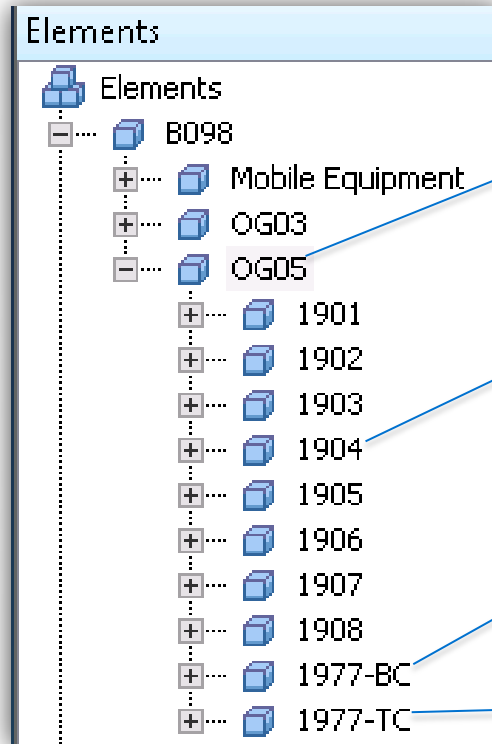 Elements
Elements
B098
Mobile Equipment
OG03
OG05
1901
1902
1903
1904
1905
1906
1907
1908
1977-BC
1977-TC